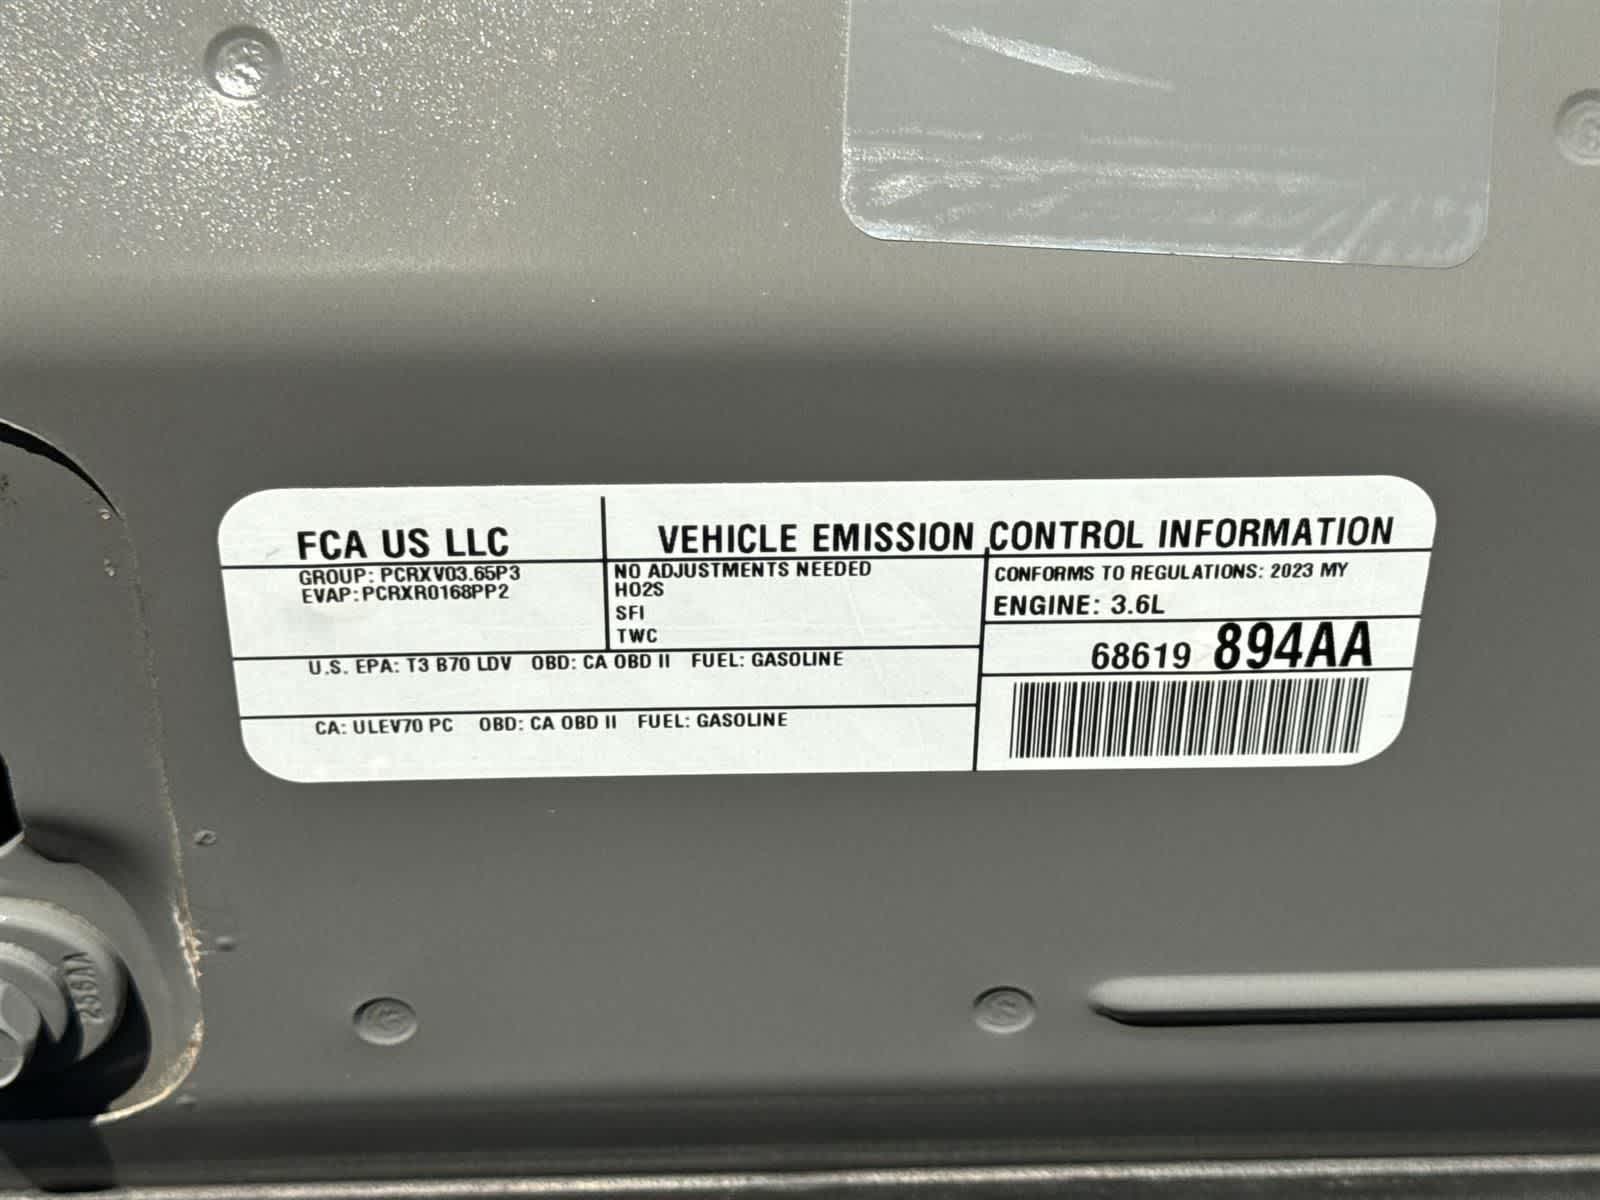 FCA US LLC
VEHICLE EMISSION CONTROL INFORMATION
GROUP: PCRXV03.65P3
EVAP:PCRXR0168PP2
NO ADJUSTMENTS NEEDED
HO2S
SFI
TWC
CONFORMS TO REGULATIONS: 2023 MY
ENGINE: 3.6L
68619 894AA
U.S. EPA: T3 B70 LDV OBD: CA OBD II FUEL: GASOLINE
CA: ULEV70 PC OBD: CA OBD II FUEL: GASOLINE
256AA